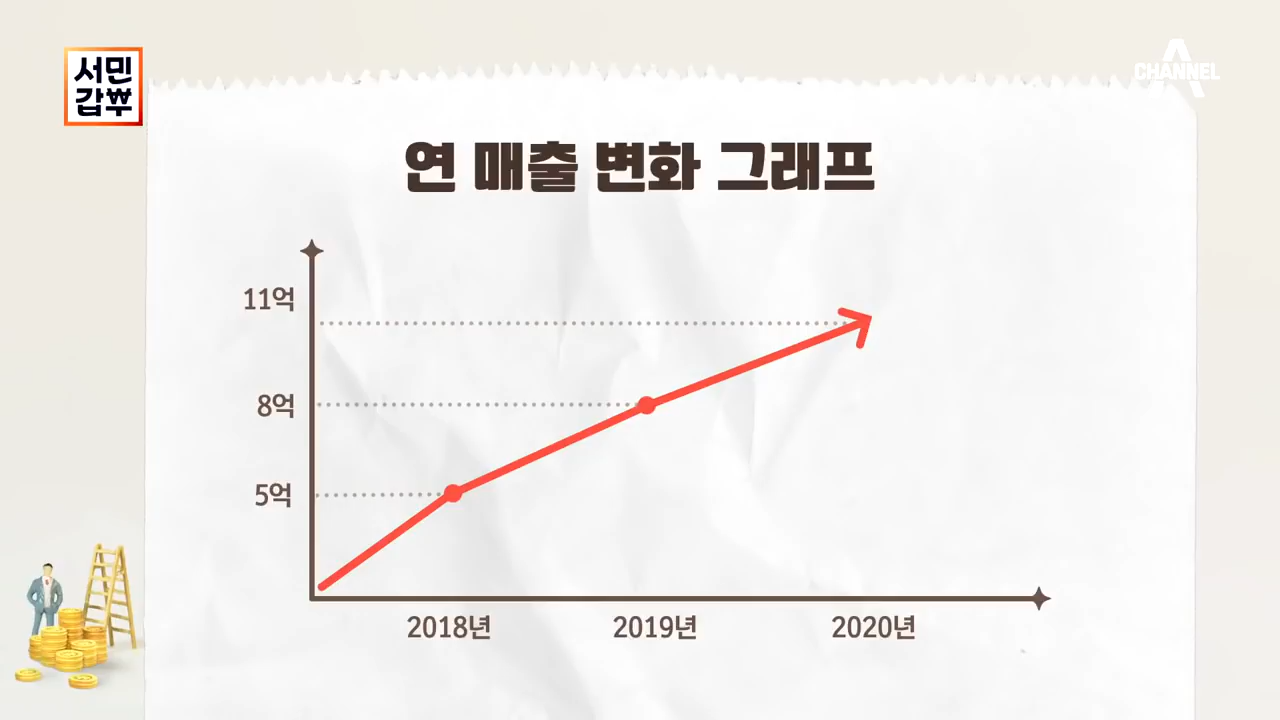 서민
갑부
CHANNEL A
연 매출 변화 그래프
11억
8억
5억
2018년
2019년
2020년